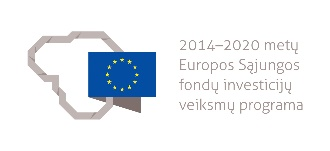 2014–2020 metų
Europos Sąjungos
fondų investicijų
veiksmų programa